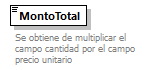 MontoTotal
Se obtiene de multiplicar el
campo cantidad por el campo
precio unitario